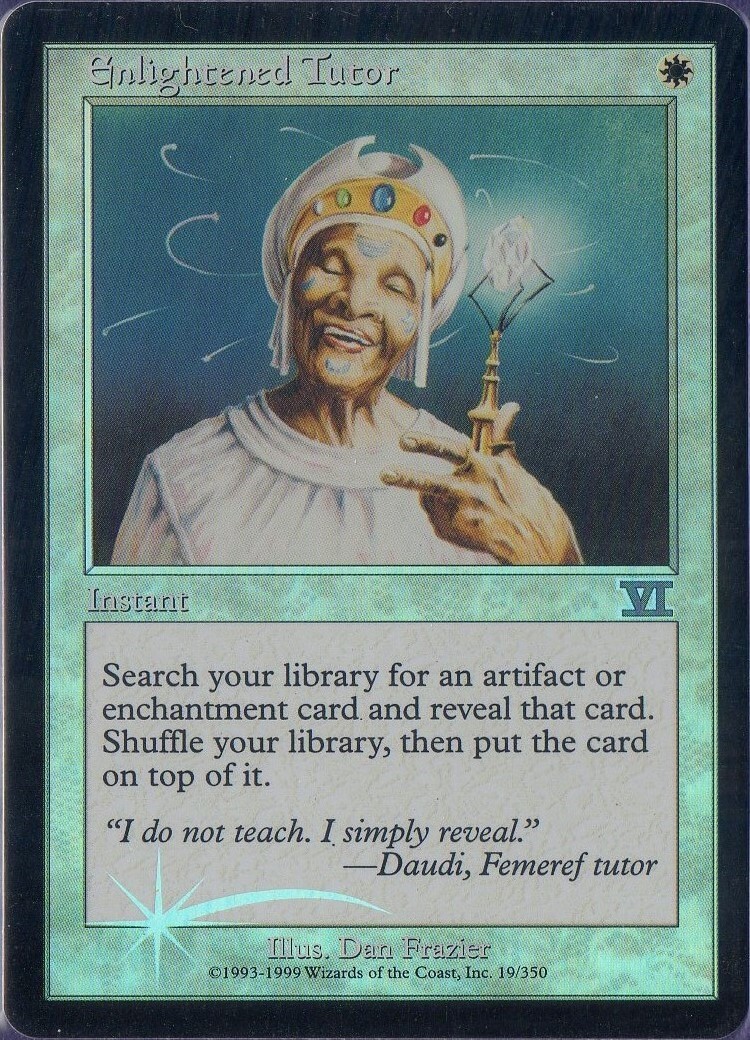 Enlightened Tutor
Instant
VI
Search your library for an artifact or
enchantment card and reveal that card.
Shuffle your library, then put the card
on top of it.
“I do not teach. I simply reveal.”
—Daudi, Femeref tutor
Illus. Dan Frazier
©1993-1999 Wizards of the Coast, Inc. 19/350